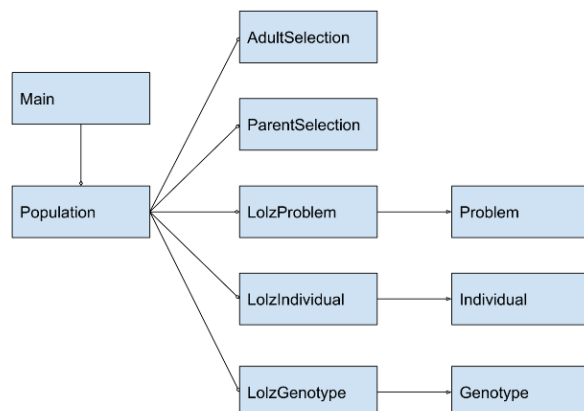 AdultSelection
Main
ParentSelection
Population
LolzProblem
Problem
LolzIndividual
Individual
LolzGenotype
Genotype